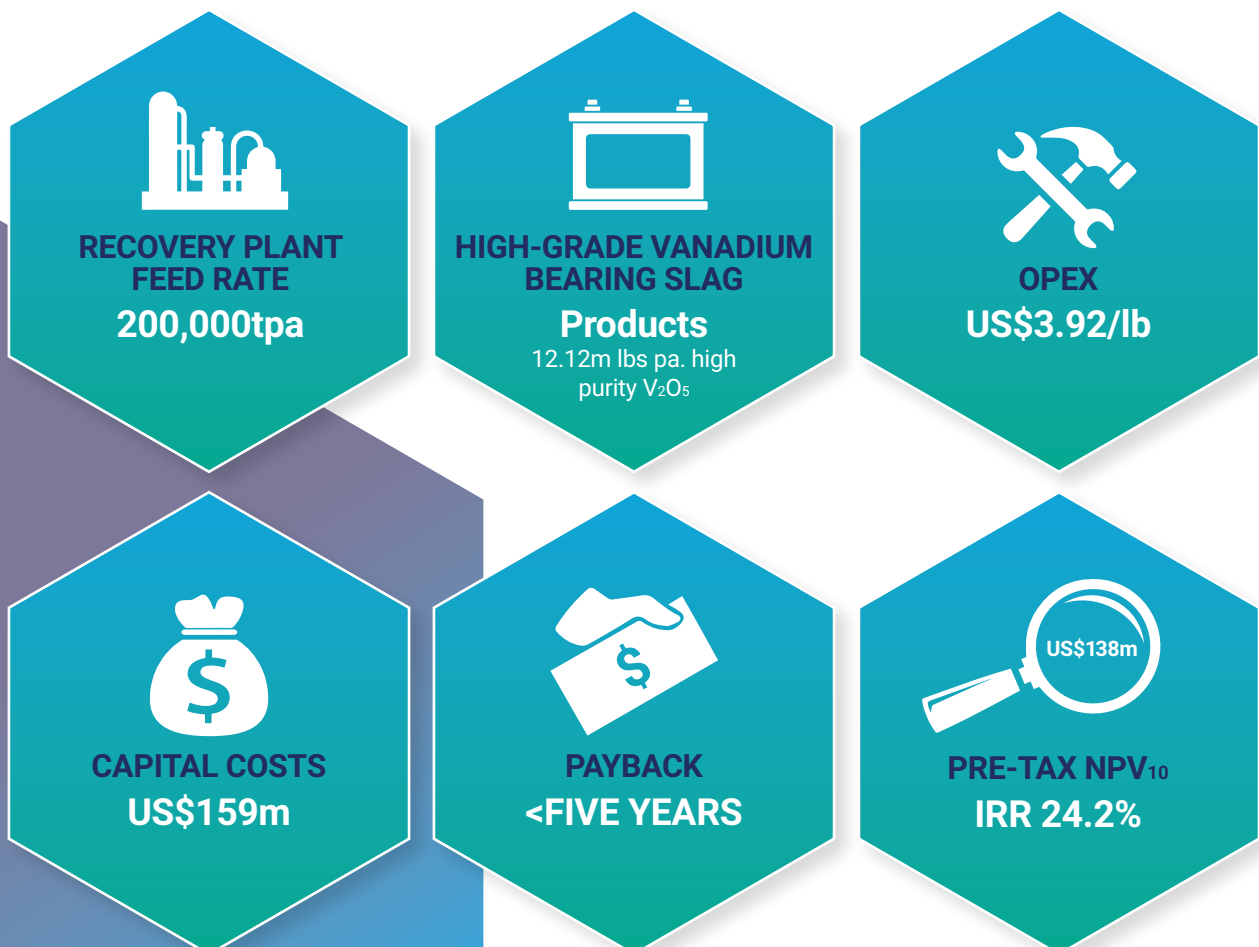 RECOVERY PLANT
FEED RATE
200,000tpa
HIGH-GRADE VANADIUM
BEARING SLAG
Products
12.12m lbs pa. high
purity V₂O₅
OPEX
US$3.92/lb
$
CAPITAL COSTS
US$159m
$
PAYBACK
<FIVE YEARS
US$138m
PRE-TAX NPV₁₀
IRR 24.2%